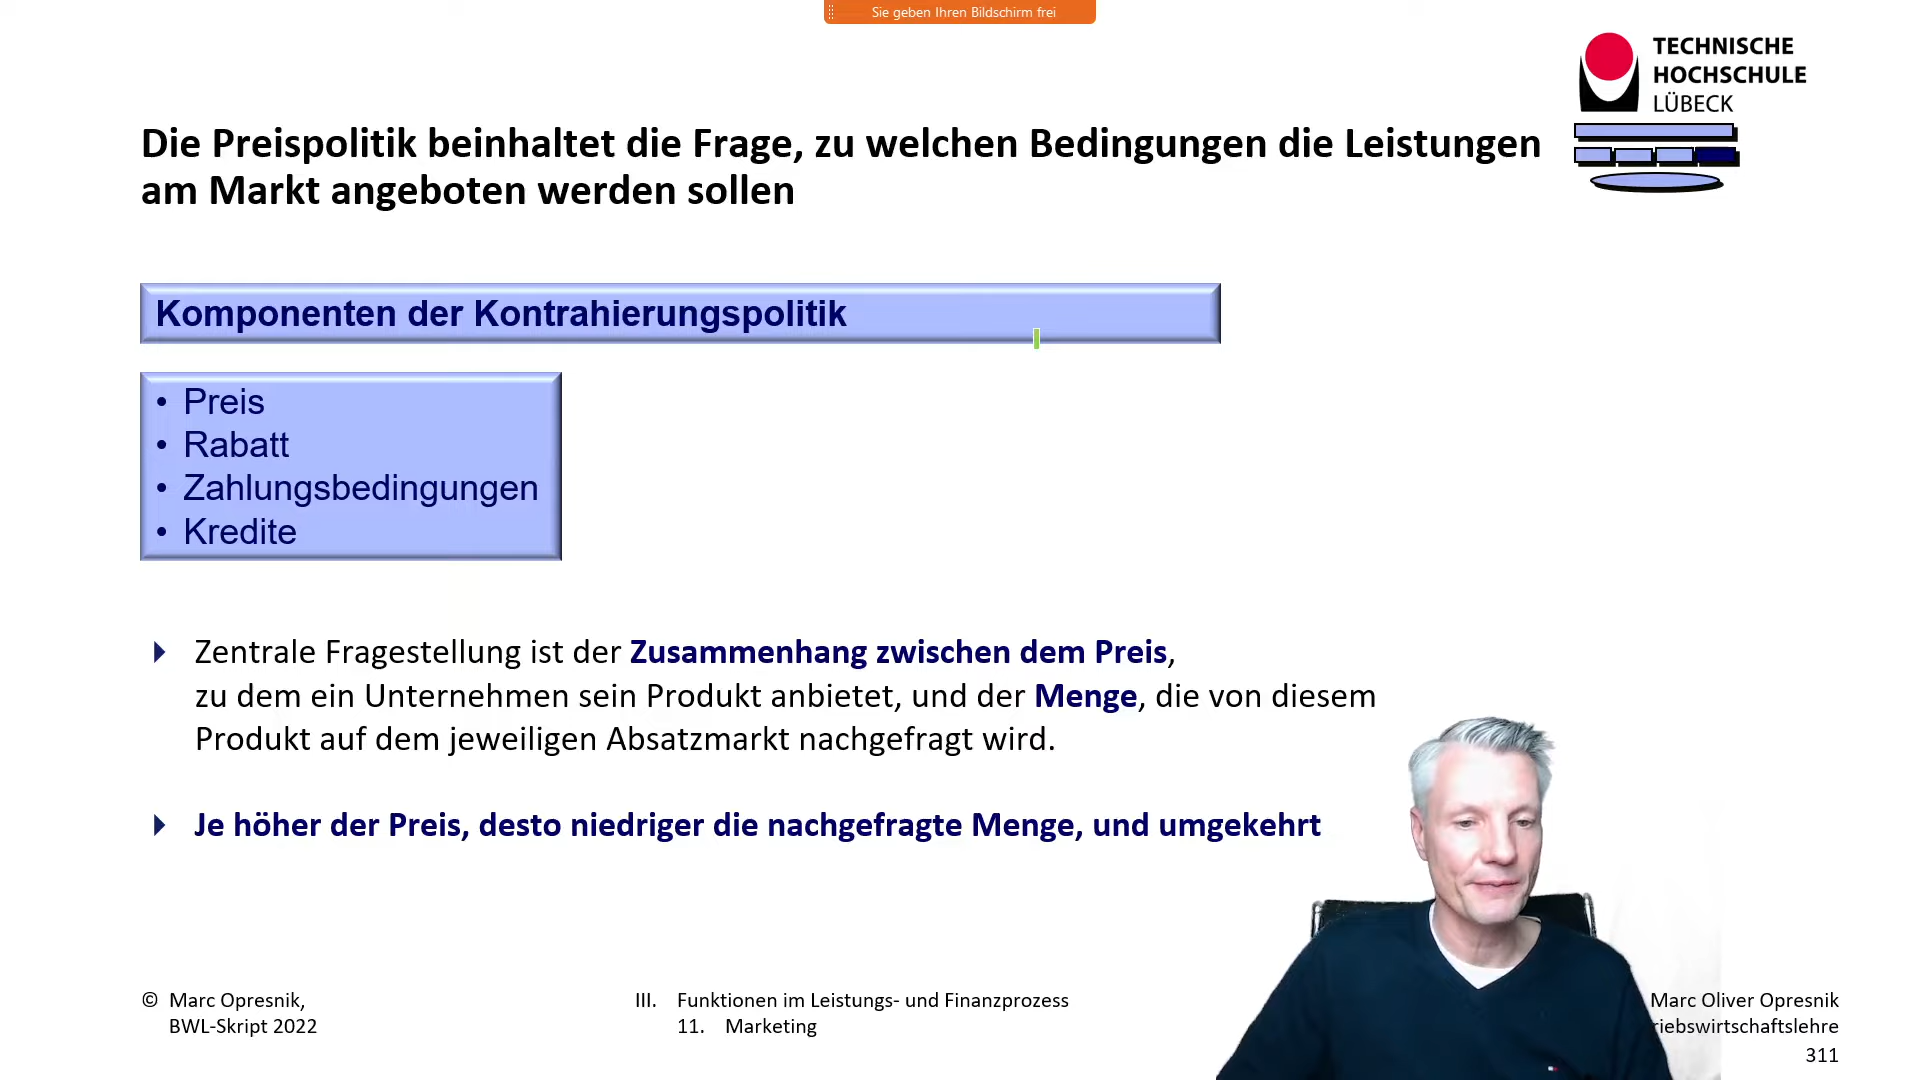 Sie geben Ihren Bildschirm frei
TECHNISCHE
HOCHSCHULE
LÜBECK
Die Preispolitik beinhaltet die Frage, zu welchen Bedingungen die Leistungen
am Markt angeboten werden sollen
Komponenten der Kontrahierungspolitik
• Preis
• Rabatt
• Zahlungsbedingungen
• Kredite
Zentrale Fragestellung ist der Zusammenhang zwischen dem Preis,
zu dem ein Unternehmen sein Produkt anbietet, und der Menge, die von diesem
Produkt auf dem jeweiligen Absatzmarkt nachgefragt wird.
Je höher der Preis, desto niedriger die nachgefragte Menge, und umgekehrt
© Marc Opresnik,
BWL-Skript 2022
III. Funktionen im Leistungs- und Finanzprozess
11. Marketing
Marc Oliver Opresnik
riebswirtschaftslehre
311